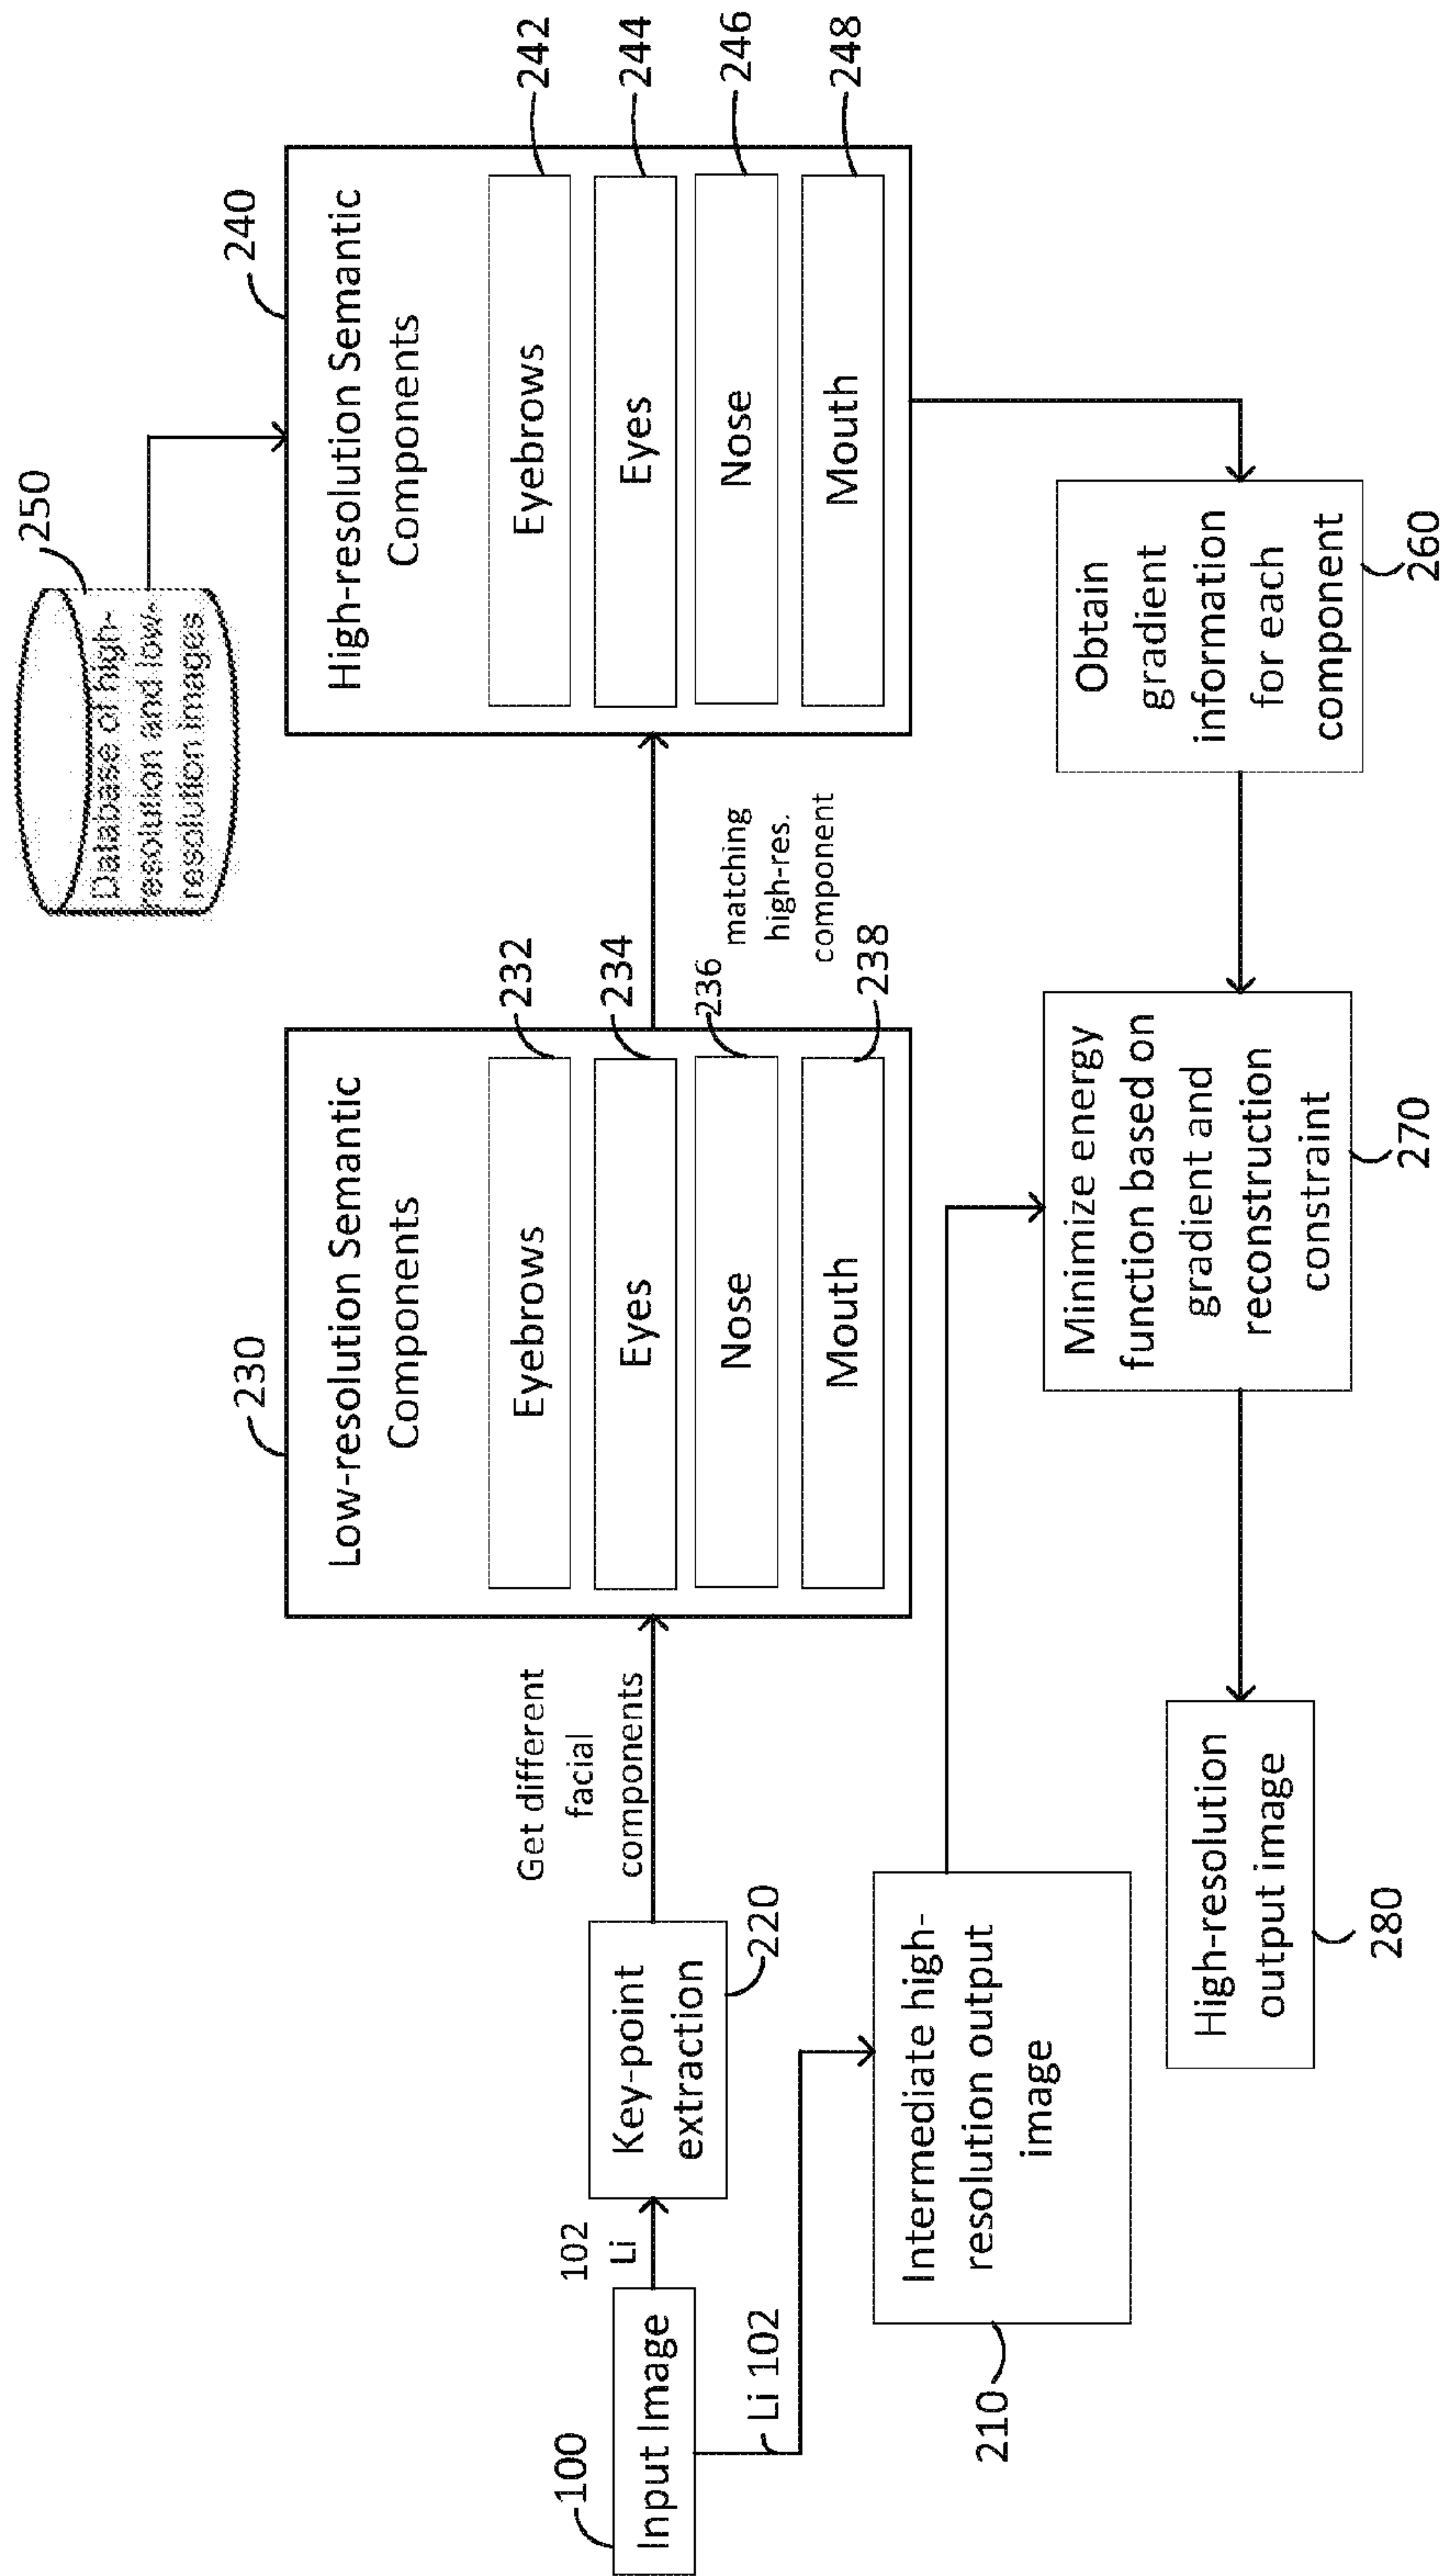 250
Database of high-
resolution and low-
resolution images
100
Input Image
102
Li
Li 102
Key-point
extraction
220
Get different
facial
components
230
Low-resolution Semantic
Components
Eyebrows
232
Eyes
234
Nose
236
Mouth
238
matching
high-res.
component
240
High-resolution Semantic
Components
Eyebrows
242
Eyes
244
Nose
246
Mouth
248
Intermediate high-
resolution output
image
210
Obtain
gradient
information
for each
component
260
Minimize energy
function based on
gradient and
reconstruction
constraint
270
High-resolution
output image
280